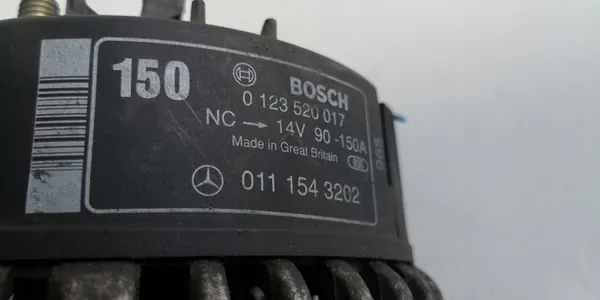 150
BOSCH
0 123 520 017
NC → 14V 90-150A
Made in Great Britain
011 154 3202